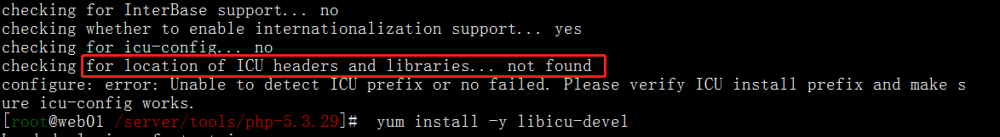 checking for InterBase support... no
checking whether to enable internationalization support... yes
checking for icu-config... no
checking for location of ICU headers and libraries... not found
configure: error: Unable to detect ICU prefix or no failed. Please verify ICU install prefix and make s
ure icu-config works.
[root@web01 /server/tools/php-5.3.29]#  yum install -y libicu-devel